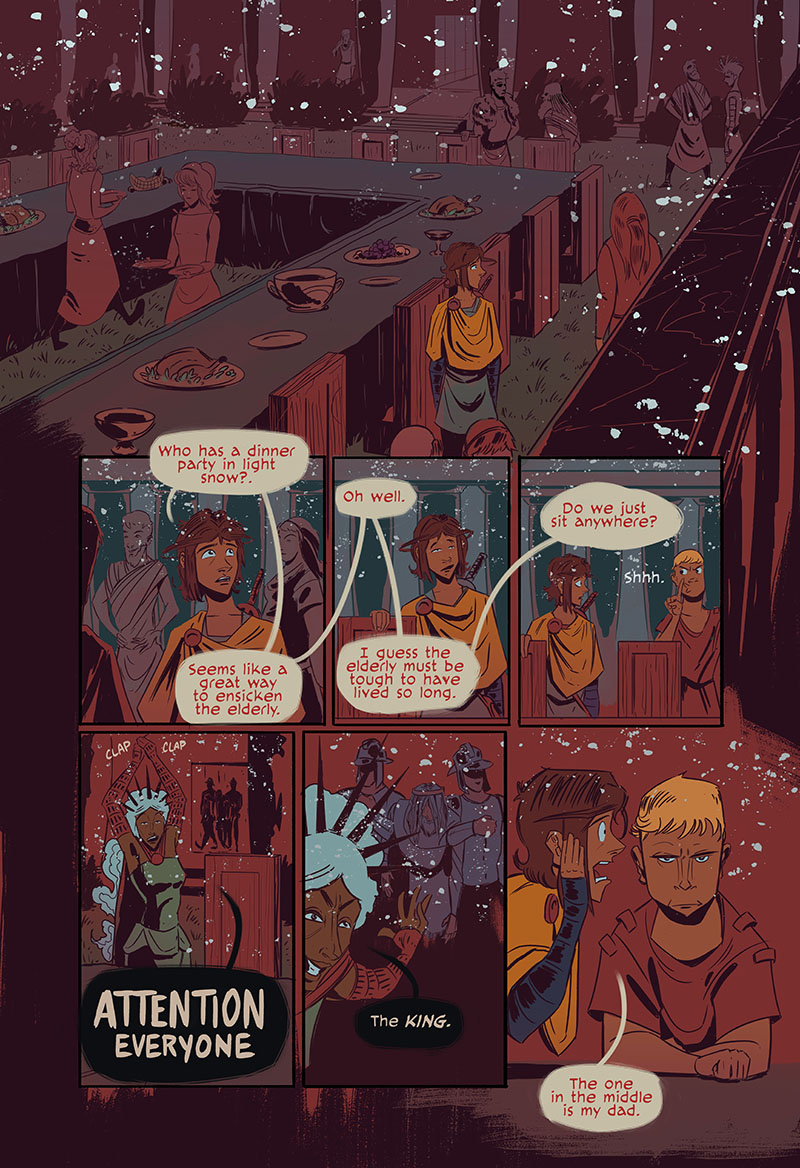 Who has a dinner
party in light
snow?.
Seems like a
great way
to ensicken
the elderly.
Oh well.
I guess the
elderly must be
tough to have
lived so long.
Do we just
sit anywhere?
Shhh.
CLAP
CLAP
ATTENTION
EVERYONE
The KING.
The one
in the middle
is my dad.